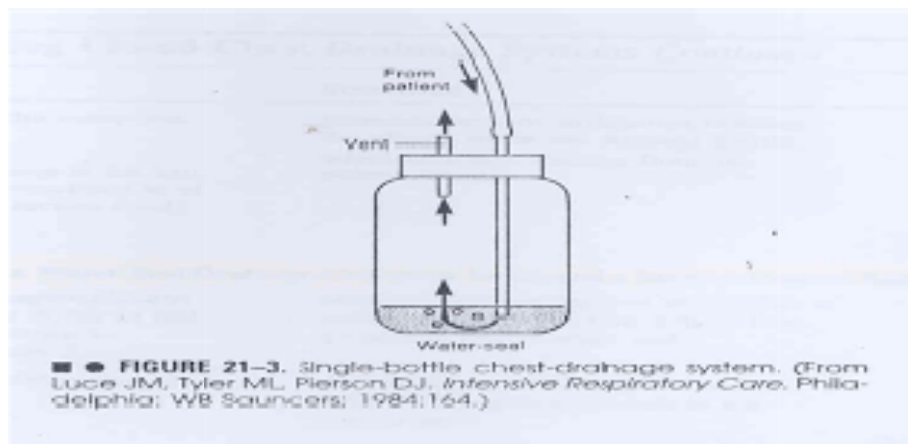 From
patient
Vent
Water-seal
■ ● FIGURE 21–3. Single-bottle chest-drainage system. (From
Luce JM, Tyler ML, Pierson DJ. Intensive Respiratory Care. Phila-
delphia: WB Saunders; 1984:164.)